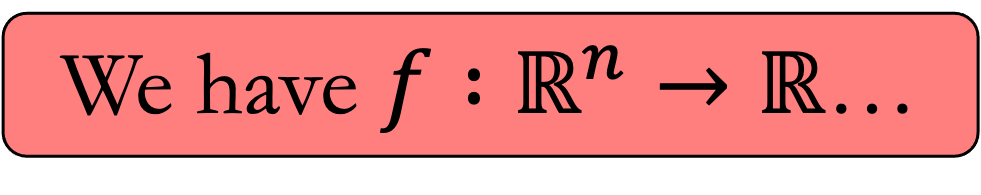 We have 𝑓 : ℝⁿ → ℝ…